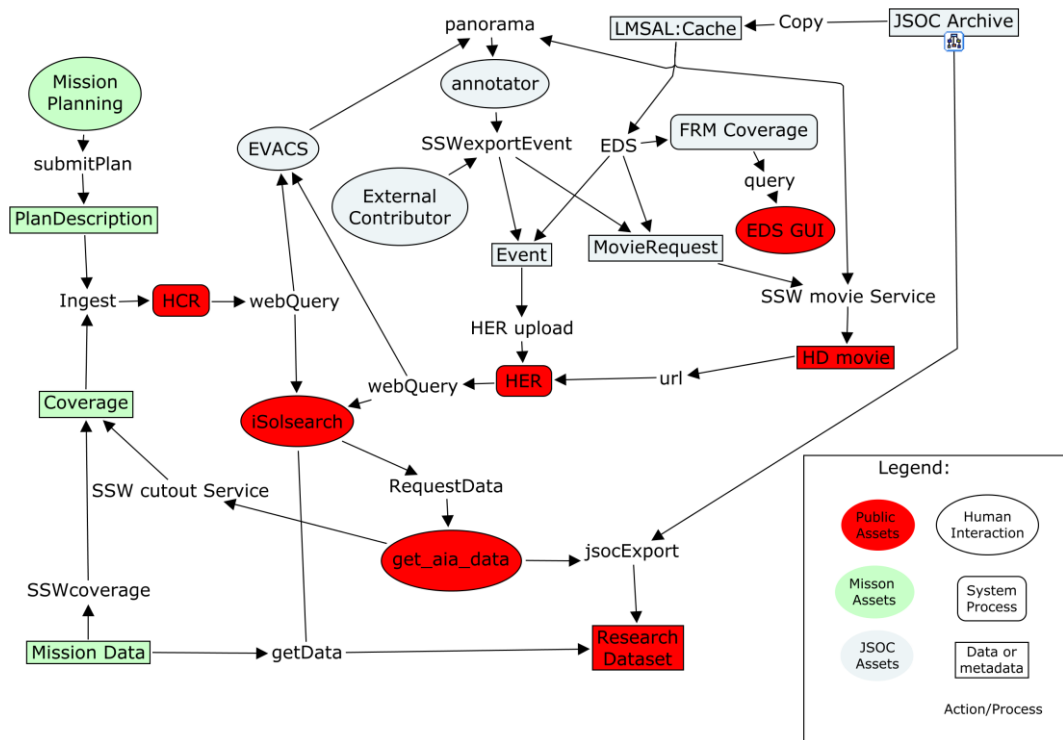 panorama
LMSAL:Cache
Copy
JSOC Archive
Mission
Planning
annotator
submitPlan
EVACS
SSWexportEvent
EDS
FRM Coverage
query
External
Contributor
PlanDescription
EDS GUI
Event
MovieRequest
Ingest
HCR
webQuery
SSW movie Service
HER upload
HD movie
webQuery
HER
url
Coverage
iSolsearch
SSW cutout Service
RequestData
get_aia_data
jsocExport
SSWcoverage
Mission Data
getData
Research
Dataset
Legend:
Public
Assets
Human
Interaction
Misson
Assets
System
Process
JSOC
Assets
Data or
metadata
Action/Process